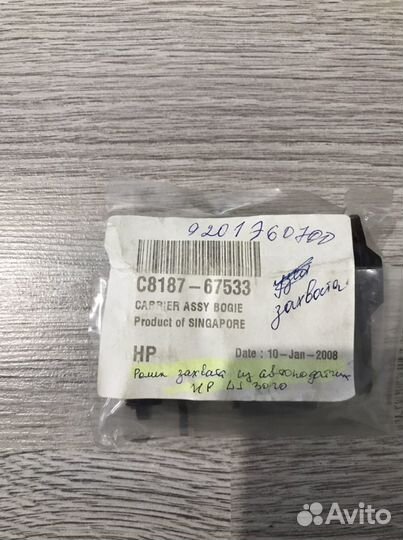 9201760700
C8187-67533
CARRIER ASSY BOGIE
Product of SINGAPORE
захвата
HP Date : 10-Jan-2008
Ролик захвата из автоподатчик
HP LJ 3020
Avito